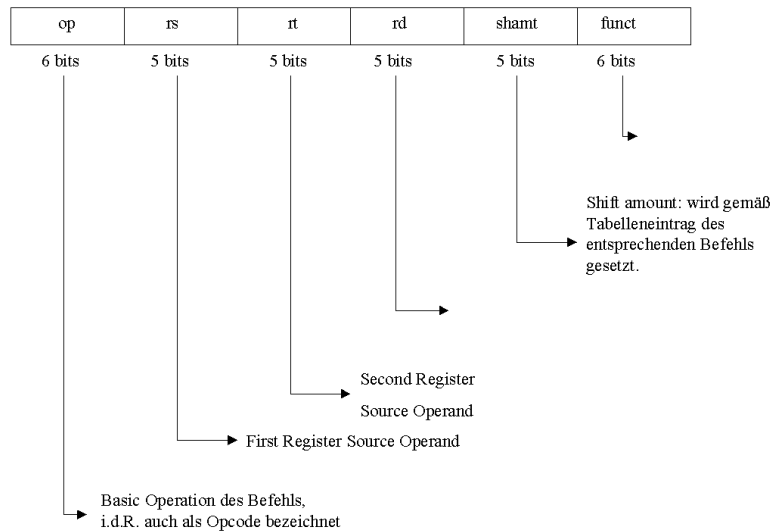 op rs rt rd shamt funct
6 bits 5 bits 5 bits 5 bits 5 bits 6 bits
Shift amount: wird gemäß
Tabelleneintrag des
entsprechenden Befehls
gesetzt.
Second Register
Source Operand
First Register Source Operand
Basic Operation des Befehls,
i.d.R. auch als Opcode bezeichnet